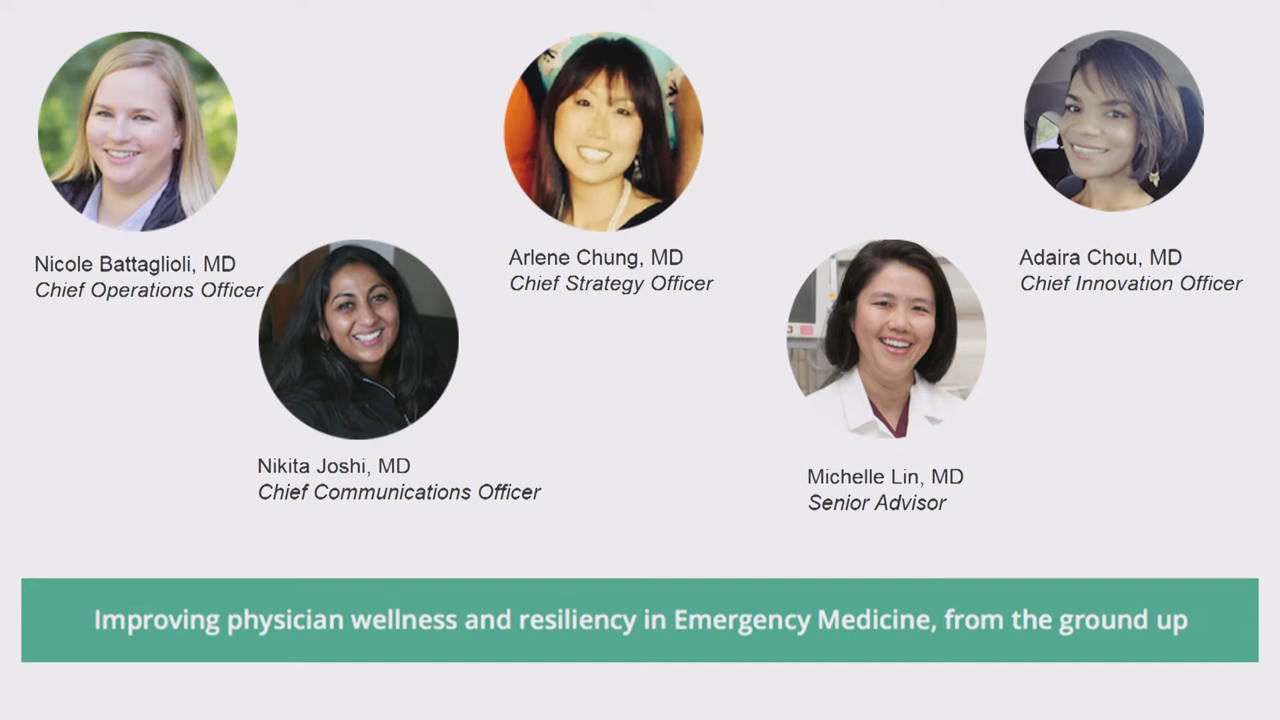 Nicole Battaglioli, MD
Chief Operations Officer
Arlene Chung, MD
Chief Strategy Officer
Adaira Chou, MD
Chief Innovation Officer
Nikita Joshi, MD
Chief Communications Officer
Michelle Lin, MD
Senior Advisor
Improving physician wellness and resiliency in Emergency Medicine, from the ground up